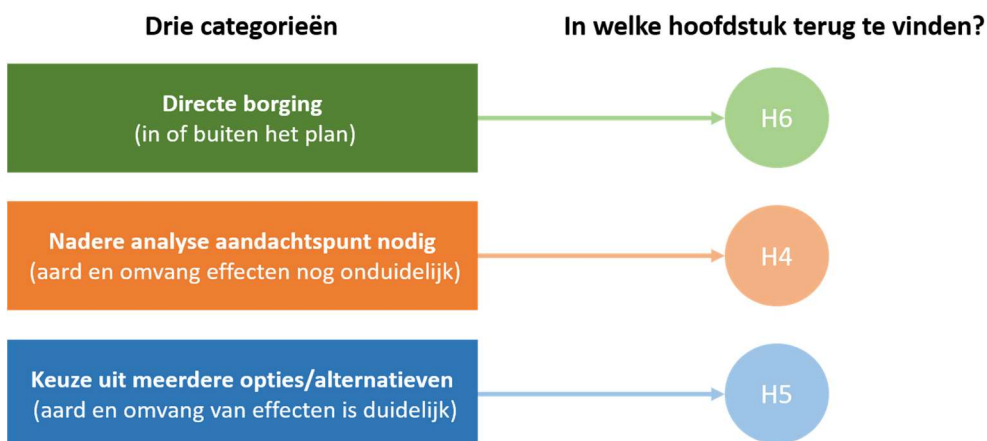 Drie categorieën
In welke hoofdstuk terug te vinden?
Directe borging
(in of buiten het plan)
H6
Nadere analyse aandachtspunt nodig
(aard en omvang effecten nog onduidelijk)
H4
Keuze uit meerdere opties/alternatieven
(aard en omvang van effecten is duidelijk)
H5